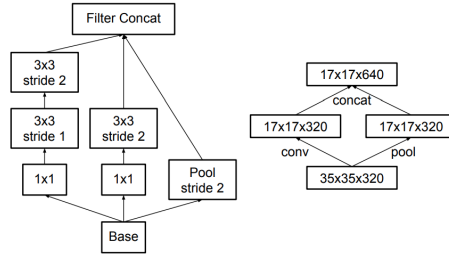 Filter Concat
3x3
stride 2
3x3
stride 1
3x3
stride 2
1x1
1x1
Pool
stride 2
Base
17x17x640
concat
17x17x320
17x17x320
conv
pool
35x35x320